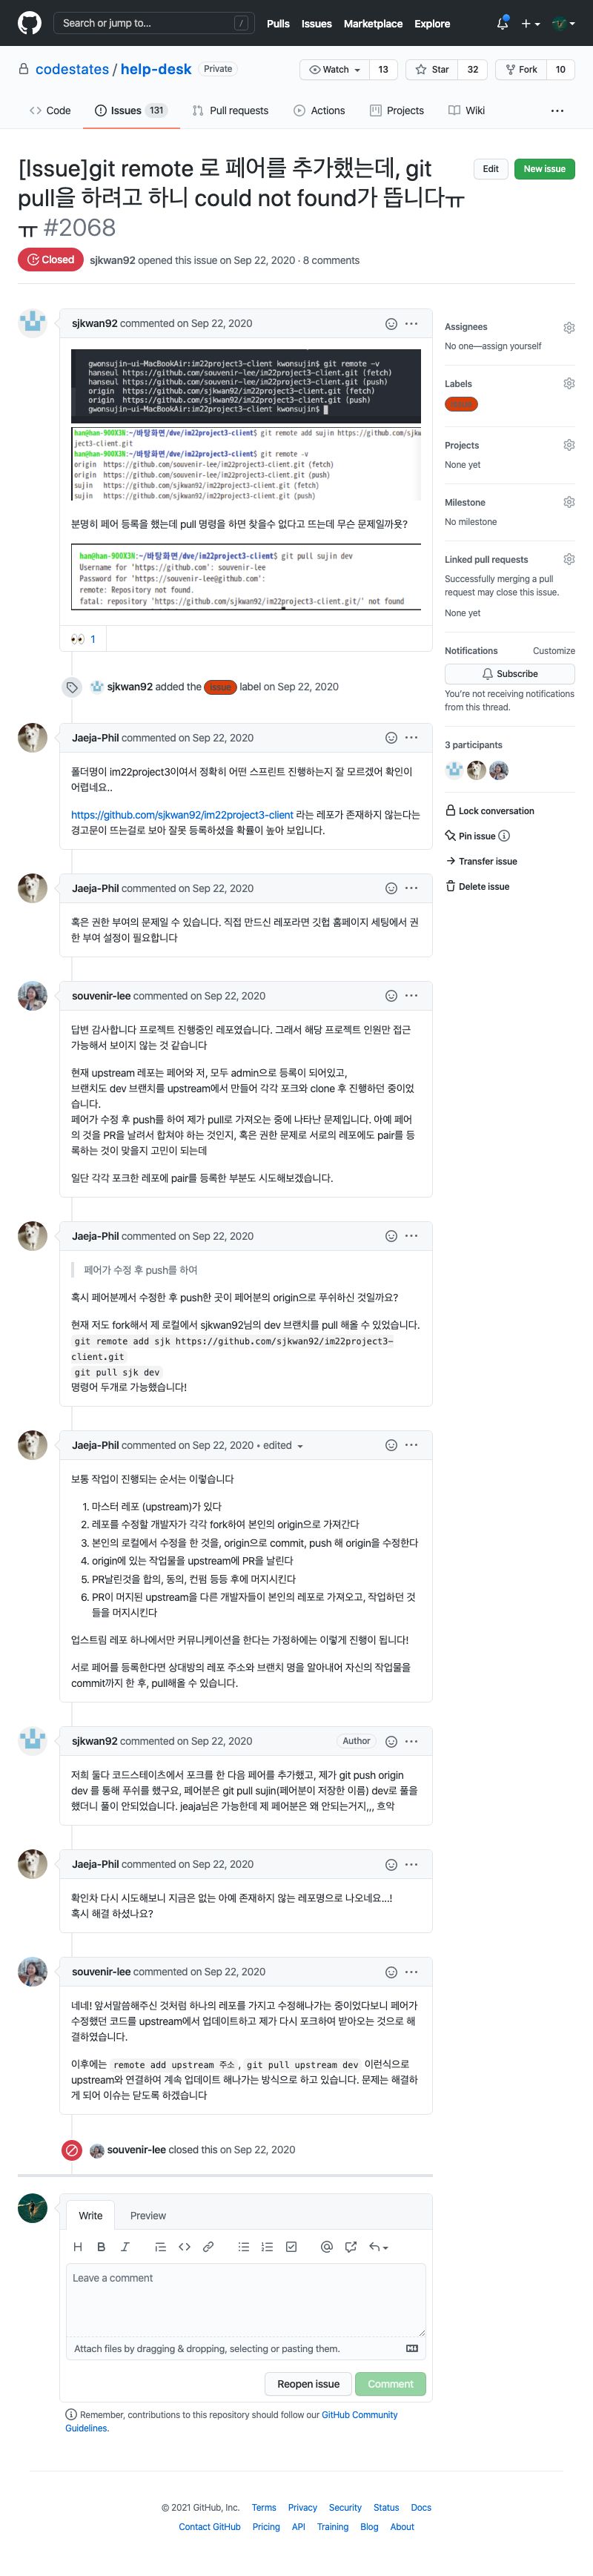 Search or jump to...
/
Pulls Issues Marketplace Explore
codestates / help-desk Private
Watch 13 Star 32 Fork 10
Code Issues 131 Pull requests Actions Projects Wiki ...
[Issue]git remote 로 페어를 추가했는데, git
pull을 하려고 하니 could not found가 뜹니다ㅠ
ㅠ #2068
Edit New issue
Closed sjkwan92 opened this issue on Sep 22, 2020 · 8 comments
sjkwan92 commented on Sep 22, 2020
gwonsujin-ui-MacBookAir:im22project3-client kwonsujin$ git remote -v
hanseul https://github.com/souvenir-lee/im22project3-client.git (fetch)
hanseul https://github.com/souvenir-lee/im22project3-client.git (push)
origin https://github.com/sjkwan92/im22project3-client.git (fetch)
origin https://github.com/sjkwan92/im22project3-client.git (push)
gwonsujin-ui-MacBookAir:im22project3-client kwonsujin$
han@han-900X3N:~/바탕화면/dve/im22project3-client$ git remote add sujin https://github.com/sjkw
ject3-client.git
han@han-900X3N:~/바탕화면/dve/im22project3-client$ git remote -v
origin https://github.com/souvenir-lee/im22project3-client.git (fetch)
origin https://github.com/souvenir-lee/im22project3-client.git (push)
sujin https://github.com/sjkwan92/im22project3-client.git (fetch)
sujin https://github.com/sjkwan92/im22project3-client.git (push)
분명히 페어 등록을 했는데 pull 명령을 하면 찾을수 없다고 뜨는데 무슨 문제일까욧?
han@han-900X3N:~/바탕화면/dve/im22project3-client$ git pull sujin dev
Username for 'https://github.com': souvenir-lee
Password for 'https://souvenir-lee@github.com':
remote: Repository not found.
fatal: repository 'https://github.com/sjkwan92/im22project3-client.git/' not found
1
sjkwan92 added the issue label on Sep 22, 2020
Jaeja-Phil commented on Sep 22, 2020
폴더명이 im22project3이여서 정확히 어떤 스프린트 진행하는지 잘 모르겠어 확인이
어렵네요..
https://github.com/sjkwan92/im22project3-client 라는 레포가 존재하지 않는다는
경고문이 뜨는걸로 보아 잘못 등록하셨을 확률이 높아 보입니다.
Jaeja-Phil commented on Sep 22, 2020
혹은 권한 부여의 문제일 수 있습니다. 직접 만드신 레포라면 깃헙 홈페이지 세팅에서 권
한 부여 설정이 필요합니다
souvenir-lee commented on Sep 22, 2020
답변 감사합니다 프로젝트 진행중인 레포였습니다. 그래서 해당 프로젝트 인원만 접근
가능해서 보이지 않는 것 같습니다
현재 upstream 레포는 페어와 저, 모두 admin으로 등록이 되어있고,
브랜치도 dev 브랜치를 upstream에서 만들어 각각 포크와 clone 후 진행하던 중이었
습니다.
페어가 수정 후 push를 하여 제가 pull로 가져오는 중에 나타난 문제입니다. 아예 페어
의 것을 PR을 날려서 합쳐야 하는 것인지, 혹은 권한 문제로 서로의 레포에도 pair를 등
록하는 것이 맞을지 고민이 되는데
일단 각각 포크한 레포에 pair를 등록한 부분도 시도해보겠습니다.
Jaeja-Phil commented on Sep 22, 2020
페어가 수정 후 push를 하여
혹시 페어분께서 수정한 후 push한 곳이 페어분의 origin으로 푸쉬하신 것일까요?
현재 저도 fork해서 제 로컬에서 sjkwan92님의 dev 브랜치를 pull 해올 수 있었습니다.
git remote add sjk https://github.com/sjkwan92/im22project3-
client.git
git pull sjk dev
명령어 두개로 가능했습니다!
Jaeja-Phil commented on Sep 22, 2020 • edited
보통 작업이 진행되는 순서는 이렇습니다
1. 마스터 레포 (upstream)가 있다
2. 레포를 수정할 개발자가 각각 fork하여 본인의 origin으로 가져간다
3. 본인의 로컬에서 수정을 한 것을, origin으로 commit, push 해 origin을 수정한다
4. origin에 있는 작업물을 upstream에 PR을 날린다
5. PR날린것을 합의, 동의, 컨펌 등등 후에 머지시킨다
6. PR이 머지된 upstream을 다른 개발자들이 본인의 레포로 가져오고, 작업하던 것
들을 머지시킨다
업스트림 레포 하나에서만 커뮤니케이션을 한다는 가정하에는 이렇게 진행이 됩니다!
서로 페어를 등록한다면 상대방의 레포 주소와 브랜치 명을 알아내어 자신의 작업물을
commit까지 한 후, pull해올 수 있습니다.
sjkwan92 commented on Sep 22, 2020 Author
저희 둘다 코드스테이츠에서 포크를 한 다음 페어를 추가했고, 제가 git push origin
dev 를 통해 푸쉬를 했구요, 페어분은 git pull sujin(페어분이 저장한 이름) dev로 풀을
했더니 풀이 안되었습니다. jeaja님은 가능한데 제 페어분은 왜 안되는거지,,, 흐악
Jaeja-Phil commented on Sep 22, 2020
확인차 다시 시도해보니 지금은 없는 아예 존재하지 않는 레포명으로 나오네요...!
혹시 해결 하셨나요?
souvenir-lee commented on Sep 22, 2020
네네! 앞서말씀해주신 것처럼 하나의 레포를 가지고 수정해나가는 중이었다보니 페어가
수정했던 코드를 upstream에서 업데이트하고 제가 다시 포크하여 받아오는 것으로 해
결하였습니다.
이후에는 remote add upstream 주소 , git pull upstream dev 이런식으로
upstream와 연결하여 계속 업데이트 해나가는 방식으로 하고 있습니다. 문제는 해결하
게 되어 이슈는 닫도록 하겠습니다
souvenir-lee closed this on Sep 22, 2020
Write Preview
Leave a comment
Attach files by dragging & dropping, selecting or pasting them.
Reopen issue Comment
Remember, contributions to this repository should follow our GitHub Community
Guidelines.
Assignees
No one—assign yourself
Labels
issue
Projects
None yet
Milestone
No milestone
Linked pull requests
Successfully merging a pull
request may close this issue.
None yet
Notifications Customize
Subscribe
You're not receiving notifications
from this thread.
3 participants
Lock conversation
Pin issue
Transfer issue
Delete issue
© 2021 GitHub, Inc. Terms Privacy Security Status Docs
Contact GitHub Pricing API Training Blog About